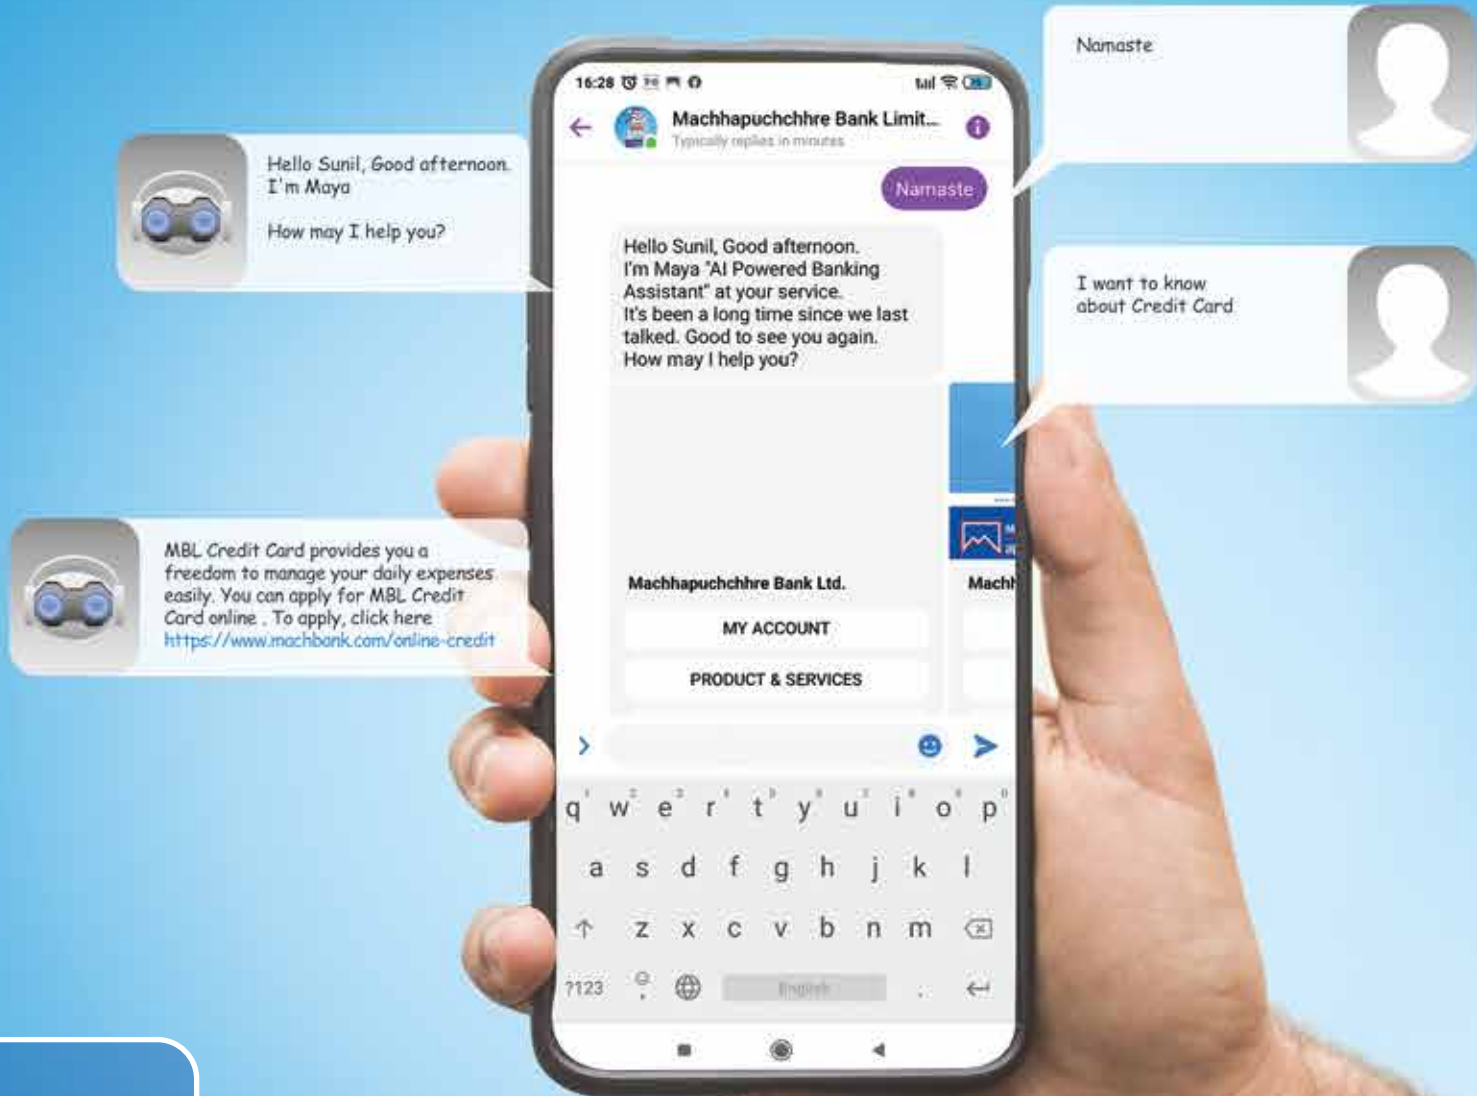 Namaste
16:28
Machhapuchchhre Bank Limit...
Typically replies in minutes
Namaste
Hello Sunil, Good afternoon.
I'm Maya
How may I help you?
Hello Sunil, Good afternoon.
I'm Maya "AI Powered Banking
Assistant" at your service.
It's been a long time since we last
talked. Good to see you again.
How may I help you?
I want to know
about Credit Card
MBL Credit Card provides you a
freedom to manage your daily expenses
easily. You can apply for MBL Credit
Card online . To apply, click here
https://www.machbank.com/online-credit
Machhapuchchhre Bank Ltd.
Machh
MY ACCOUNT
PRODUCT & SERVICES
q w e r t y u i o p
a s d f g h j k l
z x c v b n m
?123 , English .